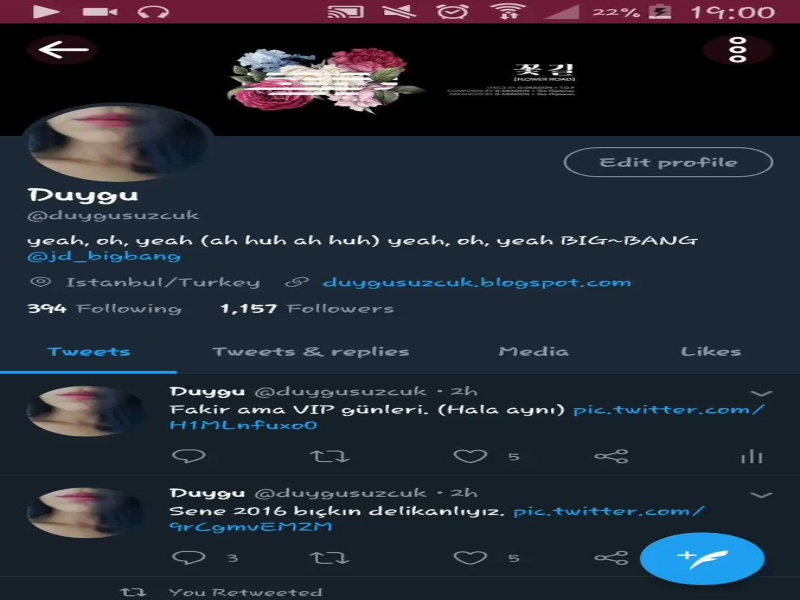 22% 19:00
꽃 길
[FLOWER ROAD]
Edit profile
Duygu
@duygusuzcuk
yeah, oh, yeah (ah huh ah huh) yeah, oh, yeah BIG~BANG
@jd_bigbang
Istanbul/Turkey duygusuzcuk.blogspot.com
394 Following 1,157 Followers
Tweets Tweets & replies Media Likes
Duygu @duygusuzcuk • 2h
Fakir ama VIP günleri. (Hala aynı) pic.twitter.com/
H1MLnfuxo0
5
Duygu @duygusuzcuk • 2h
Sene 2016 bıçkın delikanlıyız. pic.twitter.com/
9rCgmvEMZM
3 5
You Retweeted